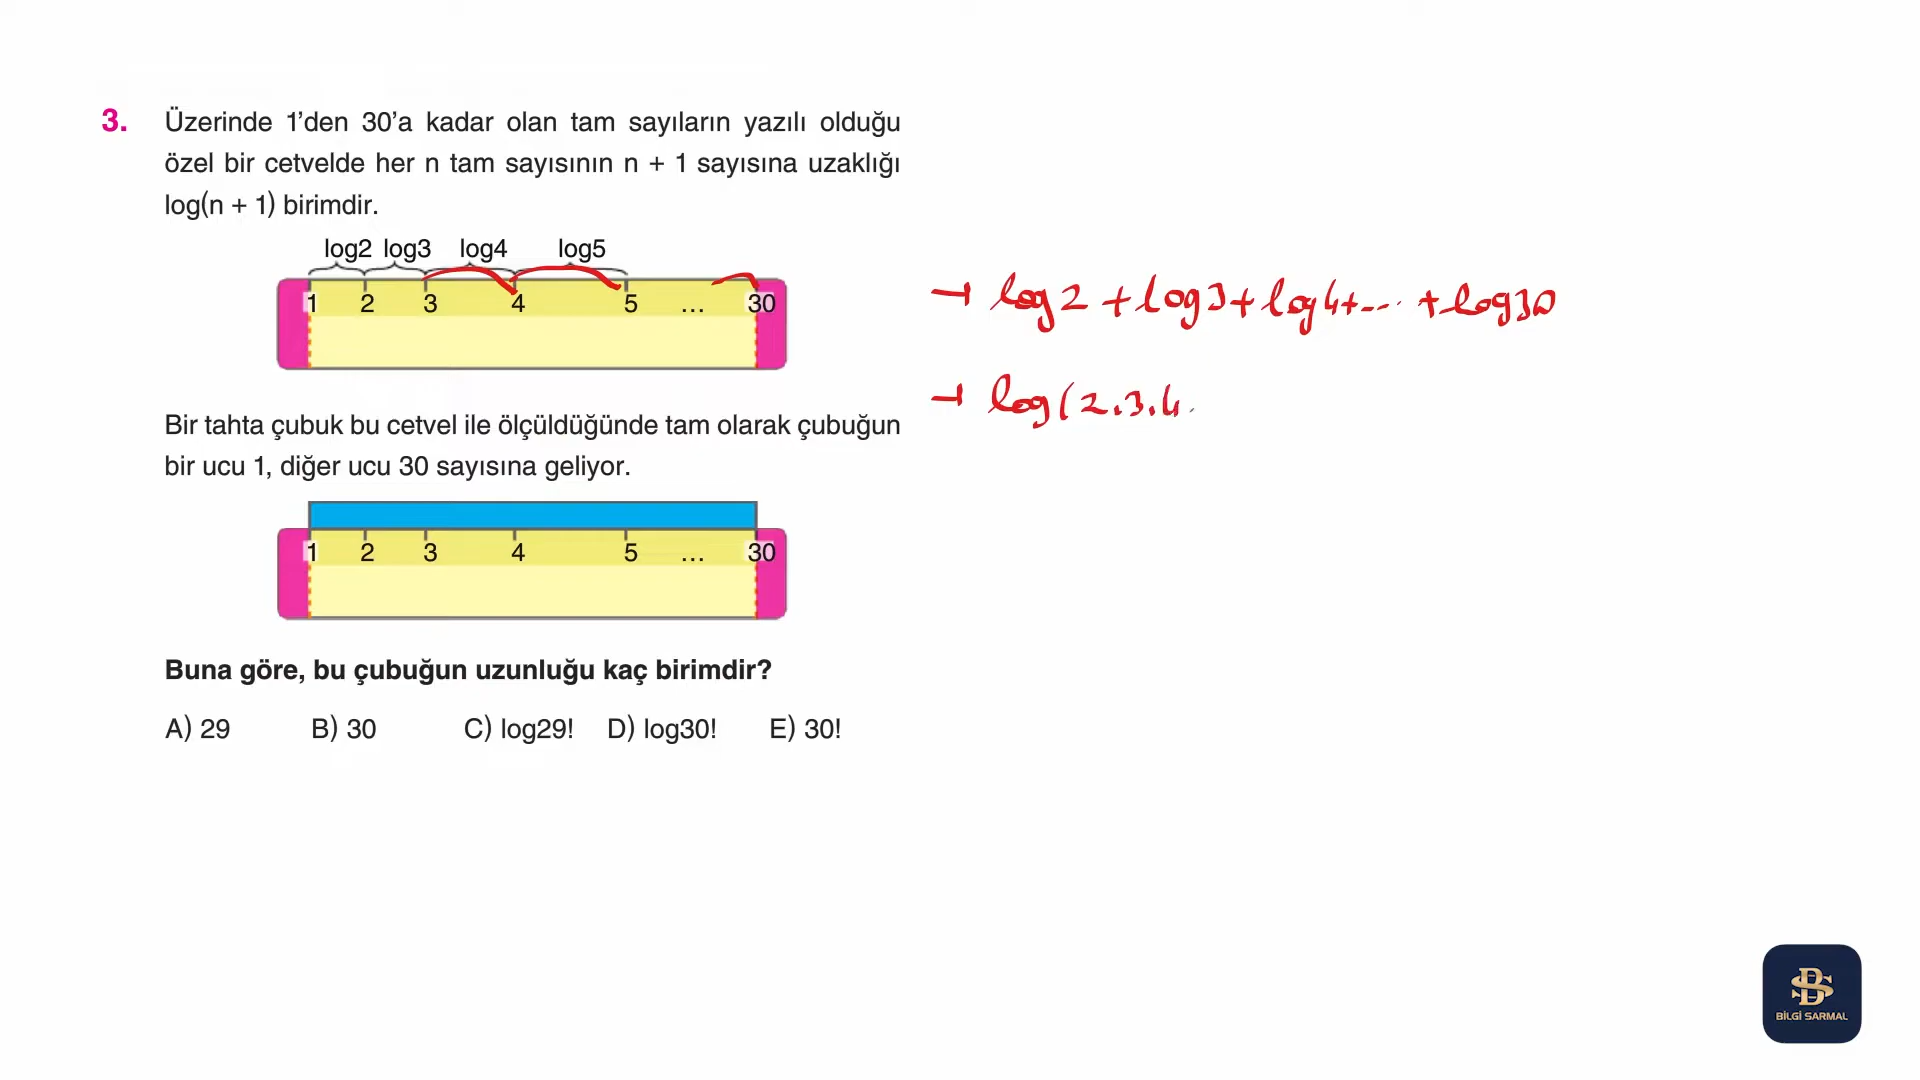 3. Üzerinde 1’den 30’a kadar olan tam sayıların yazılı olduğu
özel bir cetvelde her n tam sayısının n + 1 sayısına uzaklığı
log(n + 1) birimdir.
log2 log3 log4 log5
1 2 3 4 5 ... 30
→ log2 + log3 + log4 + ... + log30
→ log(2.3.4.
Bir tahta çubuk bu cetvel ile ölçüldüğünde tam olarak çubuğun
bir ucu 1, diğer ucu 30 sayısına geliyor.
1 2 3 4 5 ... 30
Buna göre, bu çubuğun uzunluğu kaç birimdir?
A) 29 B) 30 C) log29! D) log30! E) 30!
BS
BİLGİ SARMAL